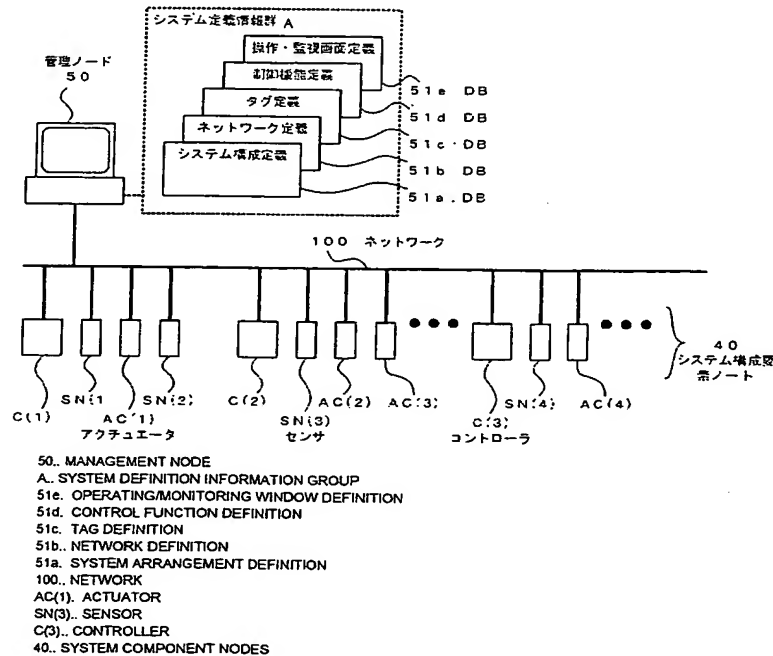 システム定義情報群 A
管理ノード
50
操作・監視画面定義
制御機能定義
タグ定義
ネットワーク定義
システム構成定義
51e DB
51d DB
51c・DB
51b DB
51a.DB
100 ネットワーク
C(1)
SN(1
AC(1)
SN(2)
C(2)
SN(3)
AC(2)
AC(3)
C(3)
SN(4)
AC(4)
40
システム構成要
素ノード
アクチュエータ
センサ
コントローラ
50.. MANAGEMENT NODE
A.. SYSTEM DEFINITION INFORMATION GROUP
51e. OPERATING/MONITORING WINDOW DEFINITION
51d. CONTROL FUNCTION DEFINITION
51c. TAG DEFINITION
51b.. NETWORK DEFINITION
51a. SYSTEM ARRANGEMENT DEFINITION
100.. NETWORK
AC(1). ACTUATOR
SN(3).. SENSOR
C(3).. CONTROLLER
40.. SYSTEM COMPONENT NODES